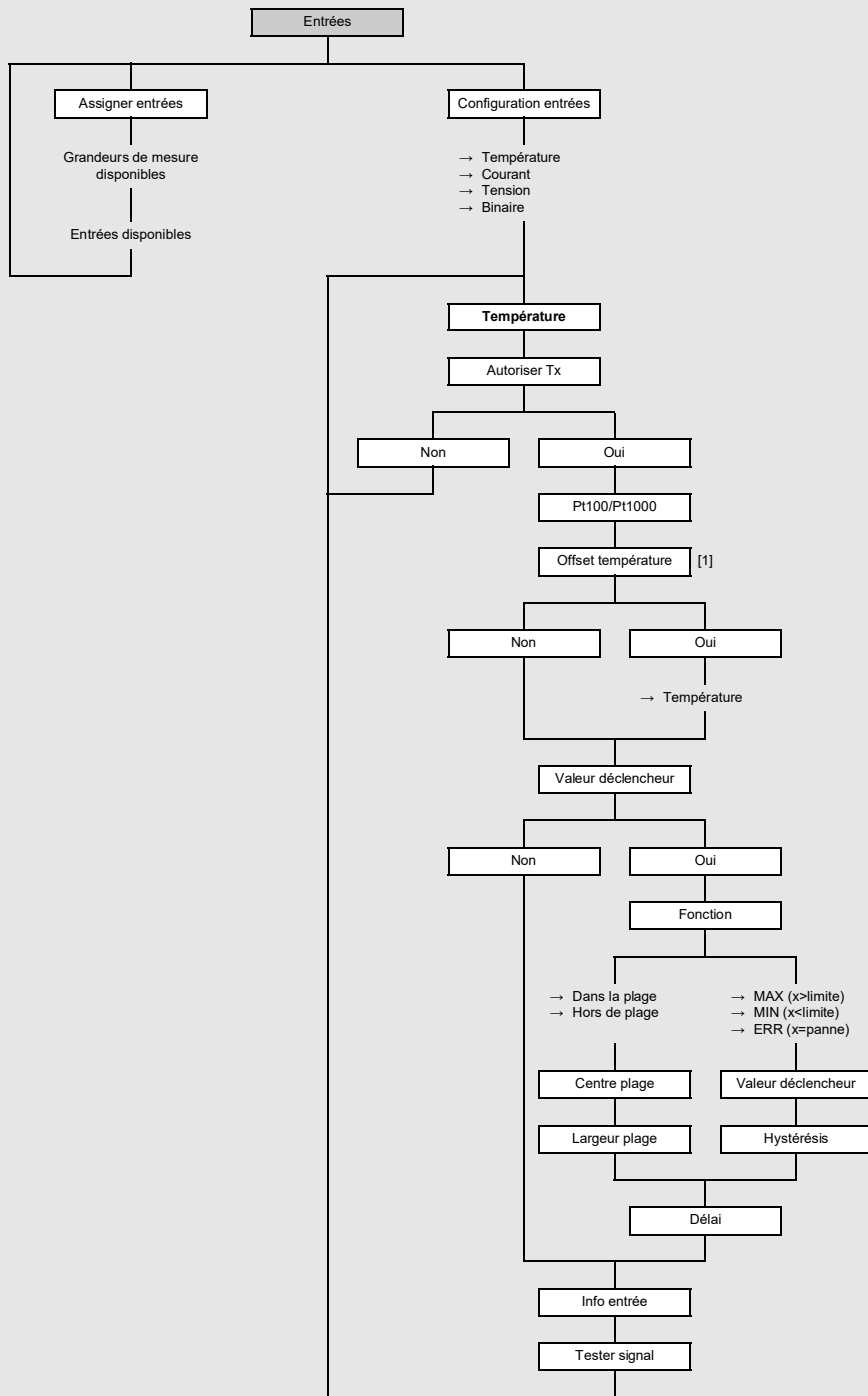 Entrées
Assigner entrées
Configuration entrées
Grandeurs de mesure
disponibles
Entrées disponibles
→ Température
→ Courant
→ Tension
→ Binaire
Température
Autoriser Tx
Non
Oui
Pt100/Pt1000
Offset température [1]
Non
Oui
→ Température
Valeur déclencheur
Non
Oui
Fonction
→ Dans la plage
→ Hors de plage
→ MAX (x>limite)
→ MIN (x<limite)
→ ERR (x=panne)
Centre plage
Valeur déclencheur
Largeur plage
Hystérésis
Délai
Info entrée
Tester signal